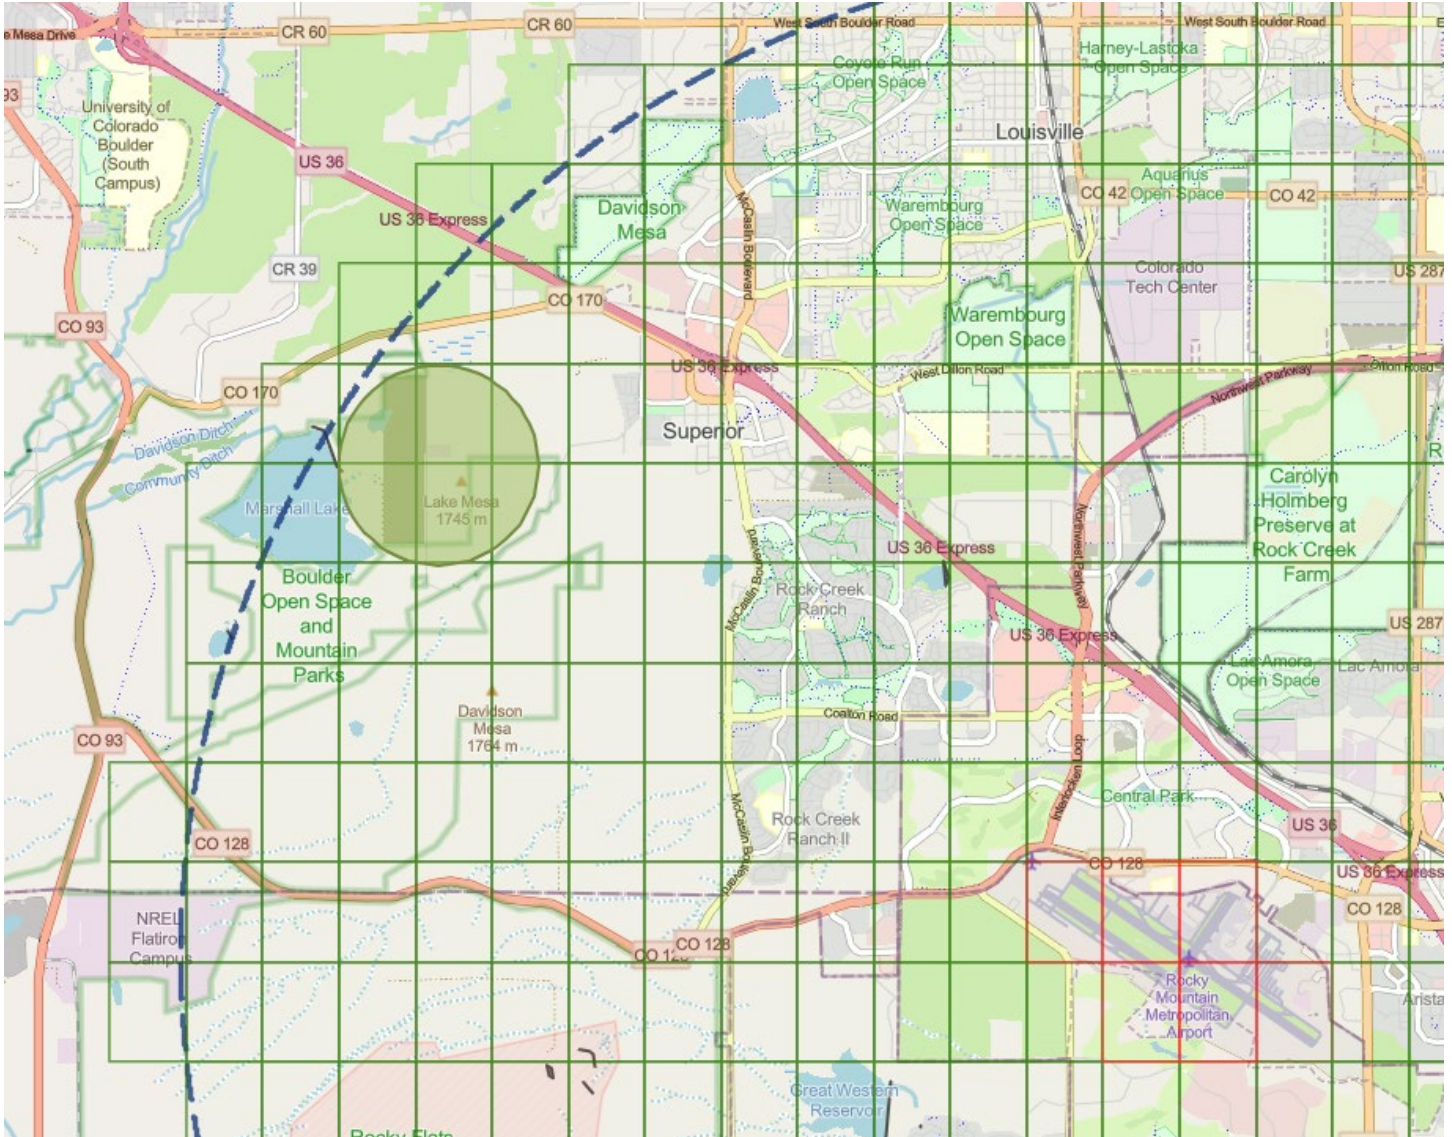 West South Boulder Road
West South Boulder Road
CR 60
CR 60
e Mesa Drive
93
University of
Colorado
Boulder
(South
Campus)
Coyote Run
Open Space
Harney-Lastoka
Open Space
Louisville
US 36
US 36 Express
Davidson
Mesa
McCaslin Boulevard
Warembourg
Open Space
CO 42
Aquarius
Open Space
CO 42
CR 39
CO 170
Colorado
Tech Center
US 287
CO 93
Warembourg
Open Space
US 36 Express
West Dillon Road
Northwest Parkway
Dillon Road
CO 170
Superior
Davidson Ditch
Community Ditch
Marshall Lake
Lake Mesa
1745 m
R
Carolyn
Holmberg
Preserve at
Rock Creek
Farm
Northwest Parkway
US 36 Express
McCaslin Boulevard
Rock Creek
Ranch
Boulder
Open Space
and
Mountain
Parks
US 36 Express
US 287
Lac Amora
Open Space
Lac Amora
Davidson
Mesa
1764 m
Coalton Road
CO 93
Interlocken Loop
Central Park
McCaslin Boulevard
Rock Creek
Ranch II
US 36
CO 128
CO 128
US 36 Express
NREL
Flatiron
Campus
CO 128
CO 128
CO 128
Rocky
Mountain
Metropolitan
Airport
Arista
Great Western
Reservoir
Rocky Flats